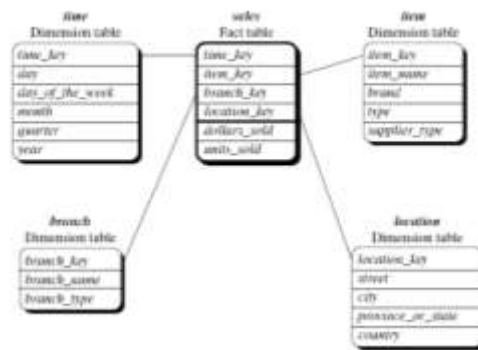 time
Dimension table
time_key
day
day_of_the_week
month
quarter
year
sales
Fact table
time_key
item_key
branch_key
location_key
dollars_sold
units_sold
item
Dimension table
item_key
item_name
brand
type
supplier_type
branch
Dimension table
branch_key
branch_name
branch_type
location
Dimension table
location_key
street
city
province_or_state
country